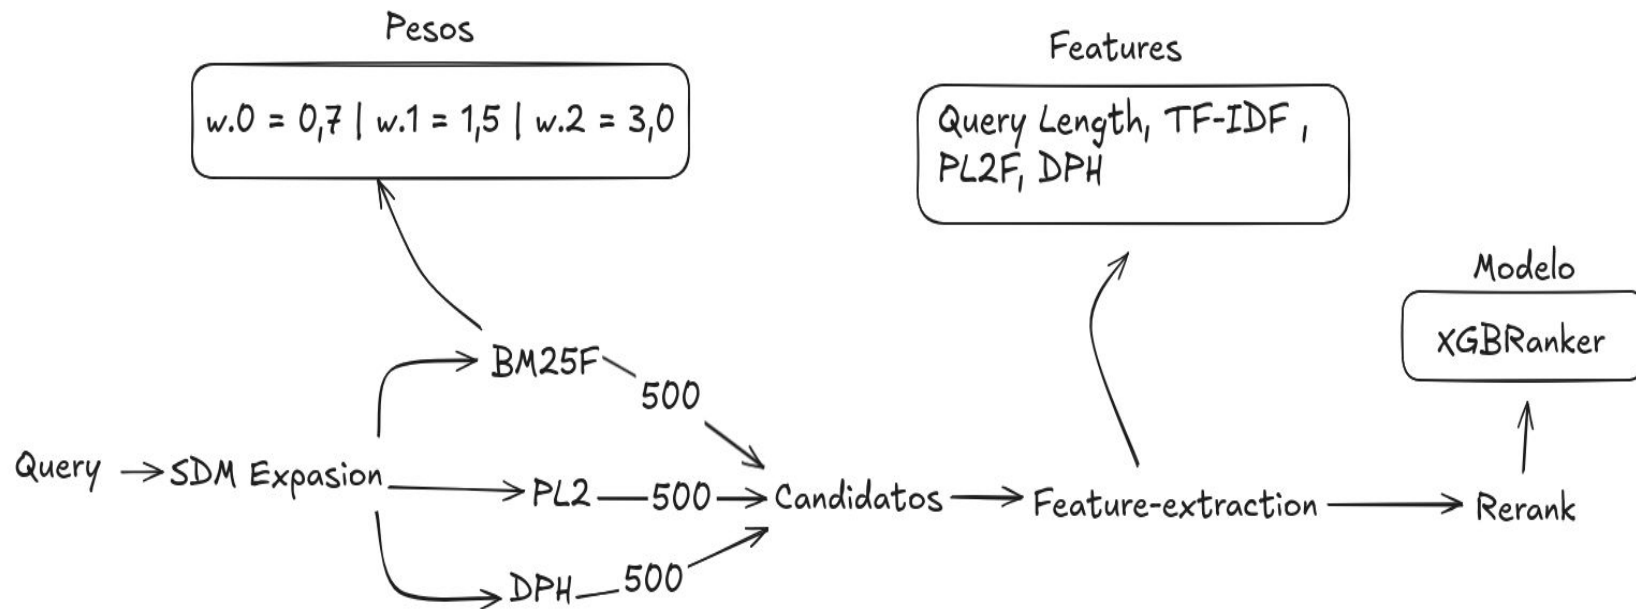 Pesos
w.0 = 0,7 | w.1 = 1,5 | w.2 = 3,0
Features
Query Length, TF-IDF ,
PL2F, DPH
Modelo
XGBRanker
BM25F
500
Query
SDM Expasion
PL2
500
Candidatos
Feature-extraction
Rerank
DPH
500